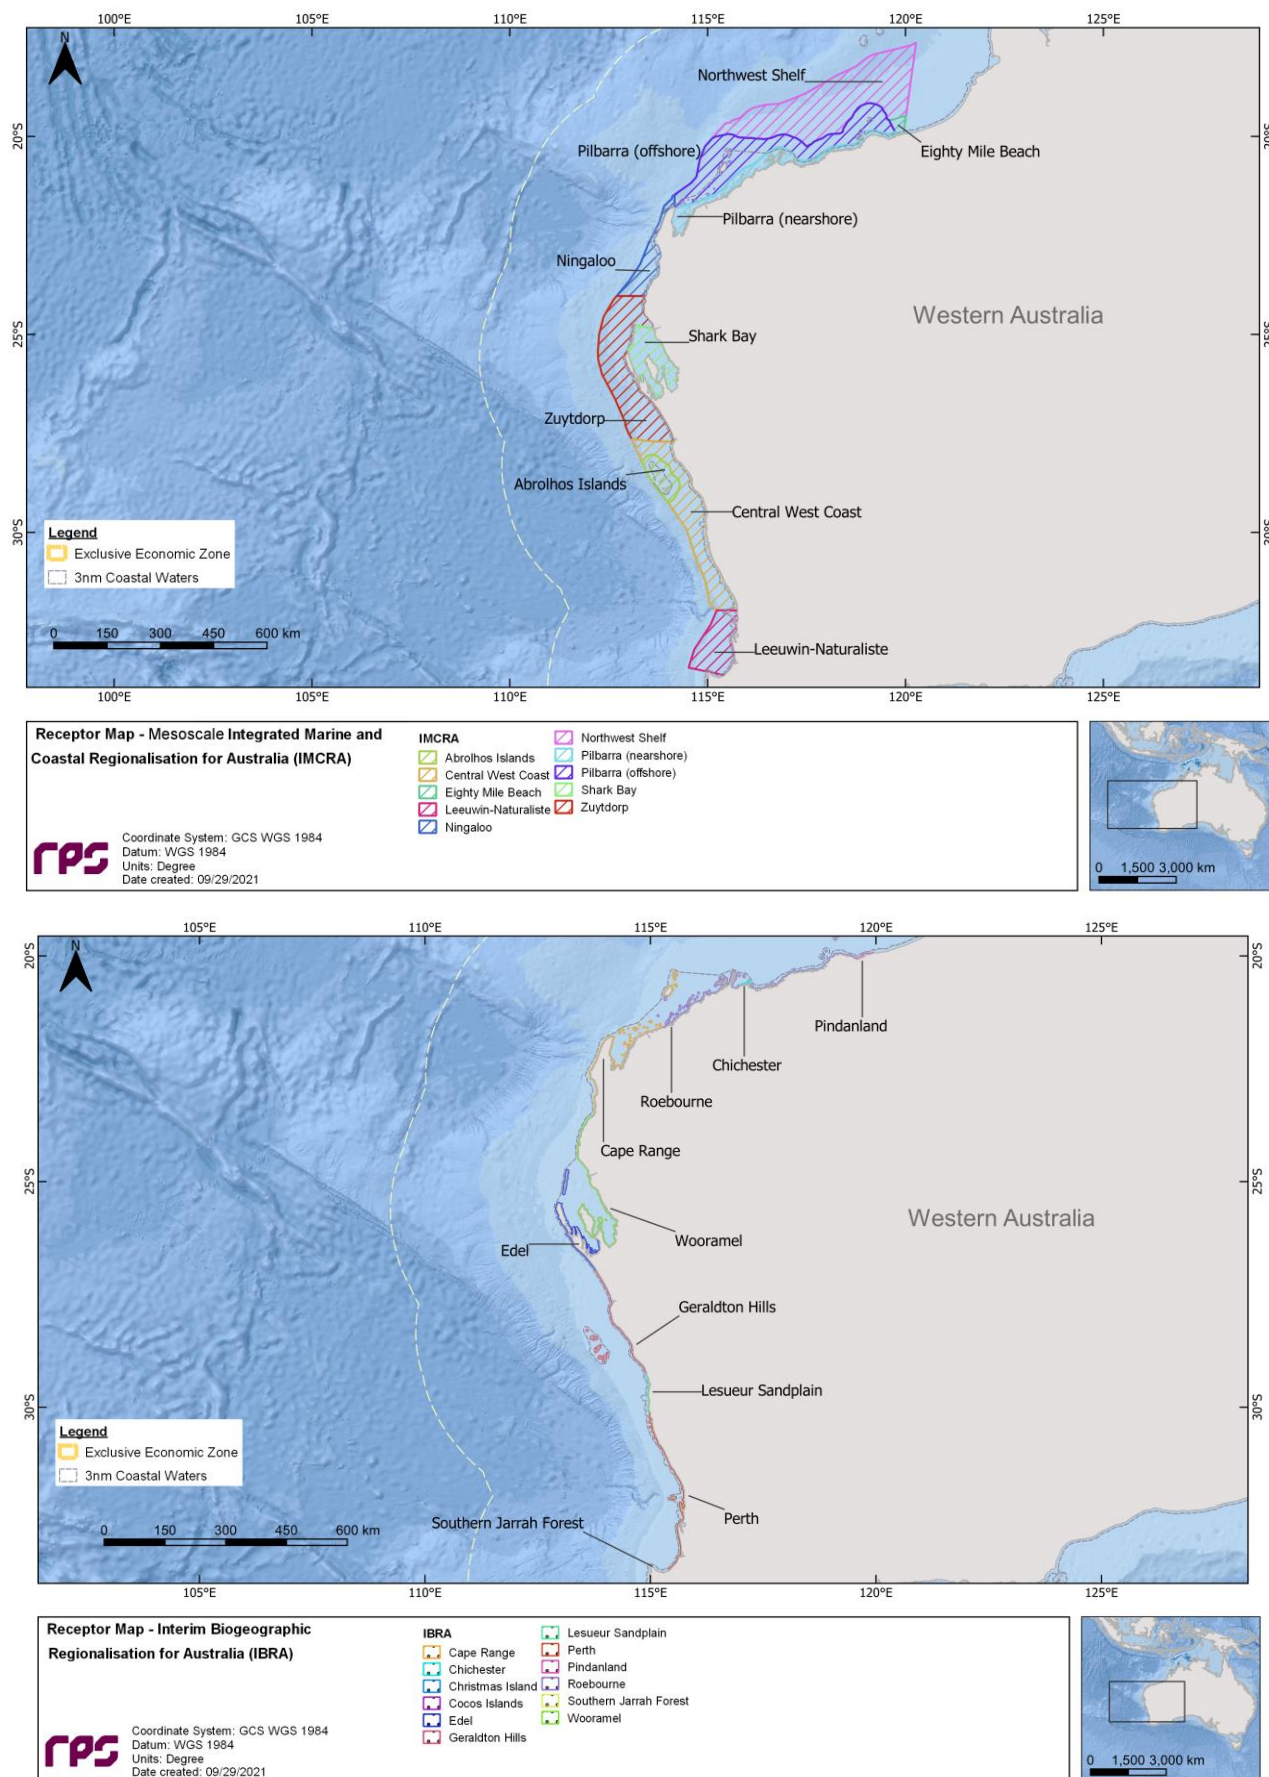 100°E 105°E 110°E 115°E 120°E 125°E
N
Northwest Shelf
20°S
20°S
Pilbarra (offshore)
Eighty Mile Beach
Pilbarra (nearshore)
Ningaloo
Western Australia
25°S
25°S
Shark Bay
Zuytdorp
Abrolhos Islands
Central West Coast
30°S
30°S
Legend
Exclusive Economic Zone
3nm Coastal Waters
0 150 300 450 600 km
Leeuwin-Naturaliste
100°E 105°E 110°E 115°E 120°E 125°E
Receptor Map - Mesoscale Integrated Marine and
Coastal Regionalisation for Australia (IMCRA)
rps
Coordinate System: GCS WGS 1984
Datum: WGS 1984
Units: Degree
Date created: 09/29/2021
IMCRA
Abrolhos Islands
Central West Coast
Eighty Mile Beach
Leeuwin-Naturaliste
Ningaloo
Northwest Shelf
Pilbarra (nearshore)
Pilbarra (offshore)
Shark Bay
Zuytdorp
0 1,500 3,000 km
105°E 110°E 115°E 120°E 125°E
N
20°S
20°S
Pindanland
Chichester
Roebourne
Cape Range
25°S
25°S
Western Australia
Wooramel
Edel
Geraldton Hills
Lesueur Sandplain
30°S
30°S
Legend
Exclusive Economic Zone
3nm Coastal Waters
0 150 300 450 600 km
Southern Jarrah Forest
Perth
105°E 110°E 115°E 120°E 125°E
Receptor Map - Interim Biogeographic
Regionalisation for Australia (IBRA)
rps
Coordinate System: GCS WGS 1984
Datum: WGS 1984
Units: Degree
Date created: 09/29/2021
IBRA
Cape Range
Chichester
Christmas Island
Cocos Islands
Edel
Geraldton Hills
Lesueur Sandplain
Perth
Pindanland
Roebourne
Southern Jarrah Forest
Wooramel
0 1,500 3,000 km